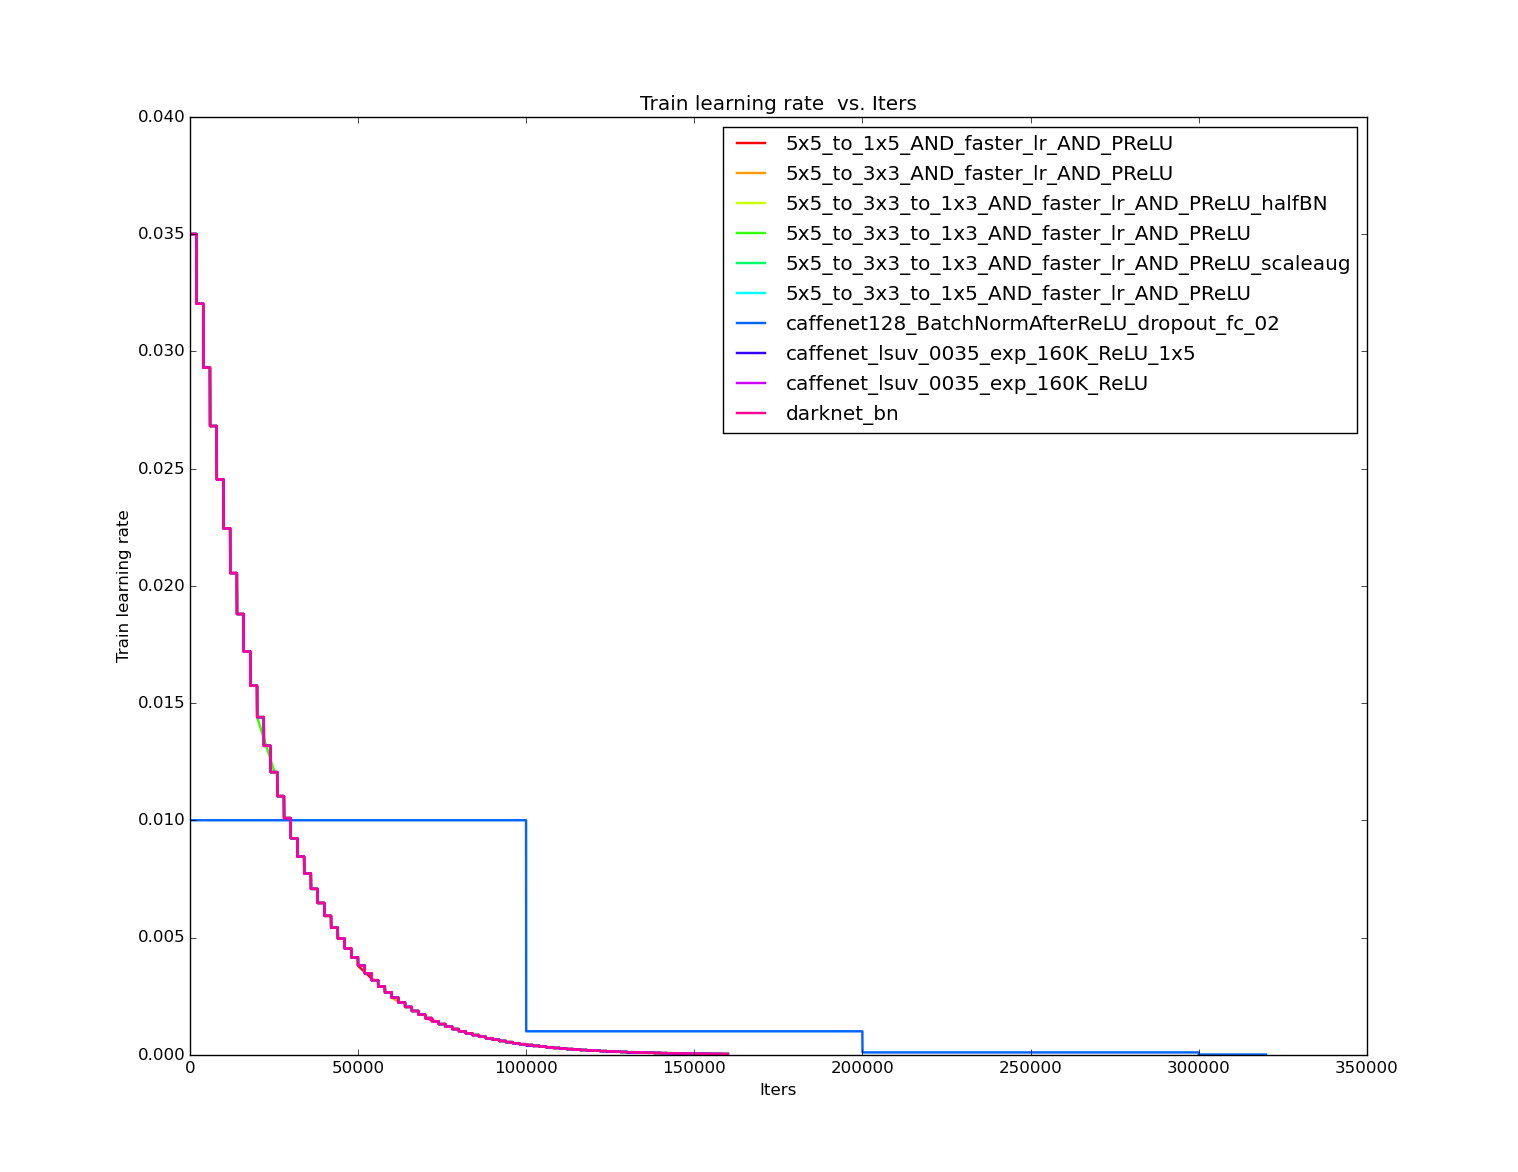 Train learning rate  vs. Iters
0.040
0.035
0.030
0.025
0.020
0.015
0.010
0.005
0.000
Train learning rate
5x5_to_1x5_AND_faster_lr_AND_PReLU
5x5_to_3x3_AND_faster_lr_AND_PReLU
5x5_to_3x3_to_1x3_AND_faster_lr_AND_PReLU_halfBN
5x5_to_3x3_to_1x3_AND_faster_lr_AND_PReLU
5x5_to_3x3_to_1x3_AND_faster_lr_AND_PReLU_scaleaug
5x5_to_3x3_to_1x5_AND_faster_lr_AND_PReLU
caffenet128_BatchNormAfterReLU_dropout_fc_02
caffenet_lsuv_0035_exp_160K_ReLU_1x5
caffenet_lsuv_0035_exp_160K_ReLU
darknet_bn
0 50000 100000 150000 200000 250000 300000 350000
Iters